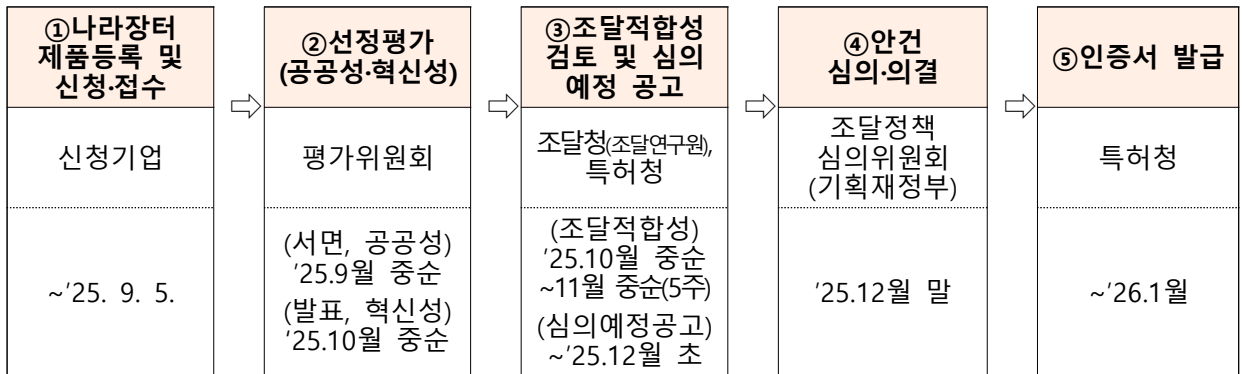 ①나라장터
제품등록 및
신청·접수
신청기업
~'25. 9. 5.
⇨
②선정평가
(공공성·혁신성)
평가위원회
(서면, 공공성)
'25.9월 중순
(발표, 혁신성)
'25.10월 중순
⇨
③조달적합성
검토 및 심의
예정 공고
조달청(조달연구원),
특허청
(조달적합성)
'25.10월 중순
~11월 중순(5주)
(심의예정공고)
~'25.12월 초
⇨
④안건
심의·의결
조달정책
심의위원회
(기획재정부)
'25.12월 말
⇨
⑤인증서 발급
특허청
~'26.1월